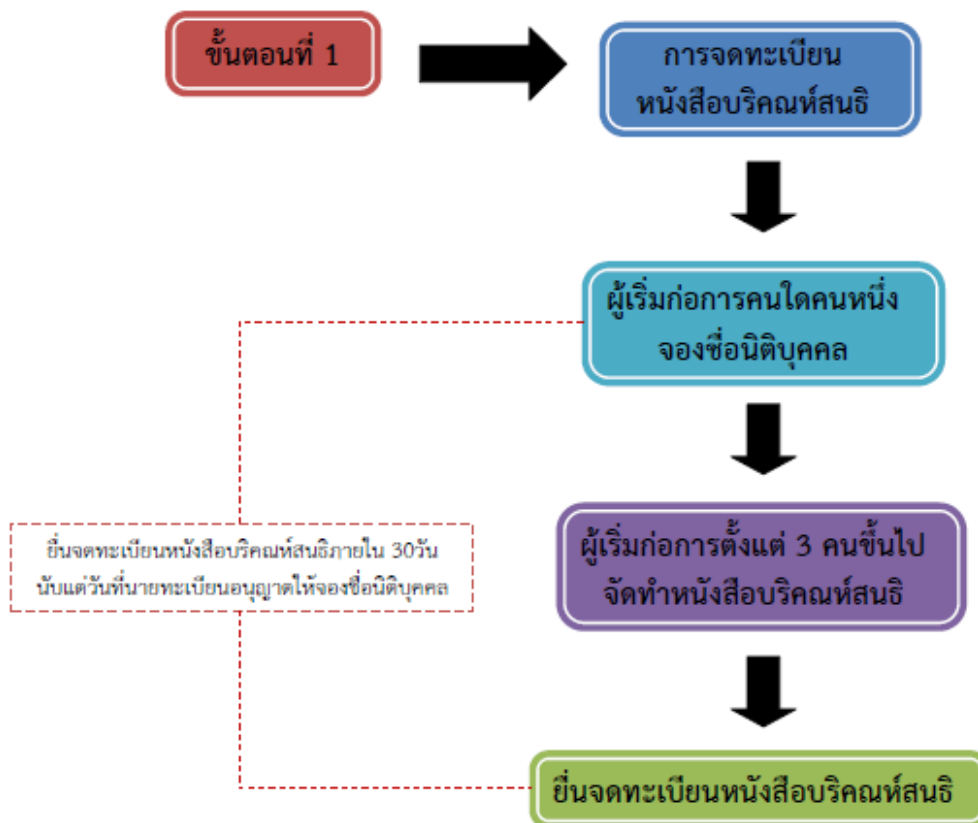 ขั้นตอนที่ 1
การจดทะเบียน
หนังสือบริคณห์สนธิ
ผู้เริ่มก่อการคนใดคนหนึ่ง
จองชื่อนิติบุคคล
ยื่นจดทะเบียนหนังสือบริคณห์สนธิภายใน 30วัน
นับแต่วันที่นายทะเบียนอนุญาตให้จองชื่อนิติบุคคล
ผู้เริ่มก่อการตั้งแต่ 3 คนขึ้นไป
จัดทำหนังสือบริคณห์สนธิ
ยื่นจดทะเบียนหนังสือบริคณห์สนธิ